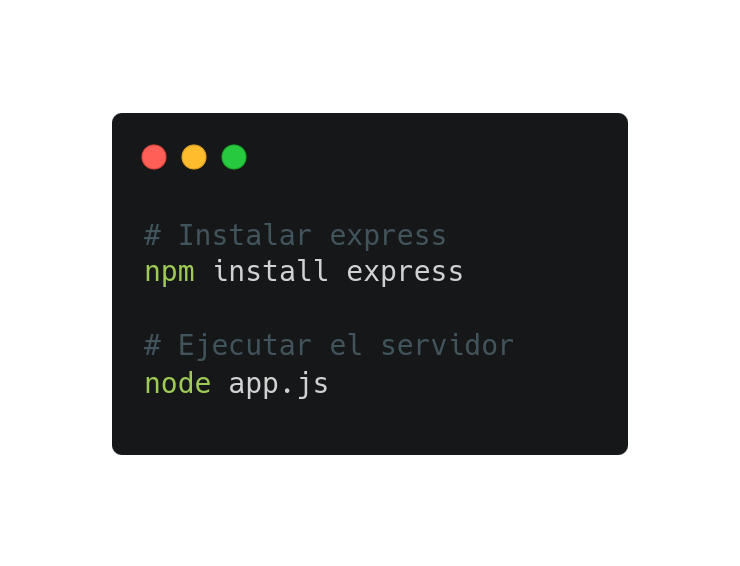 # Instalar express
npm install express
# Ejecutar el servidor
node app.js